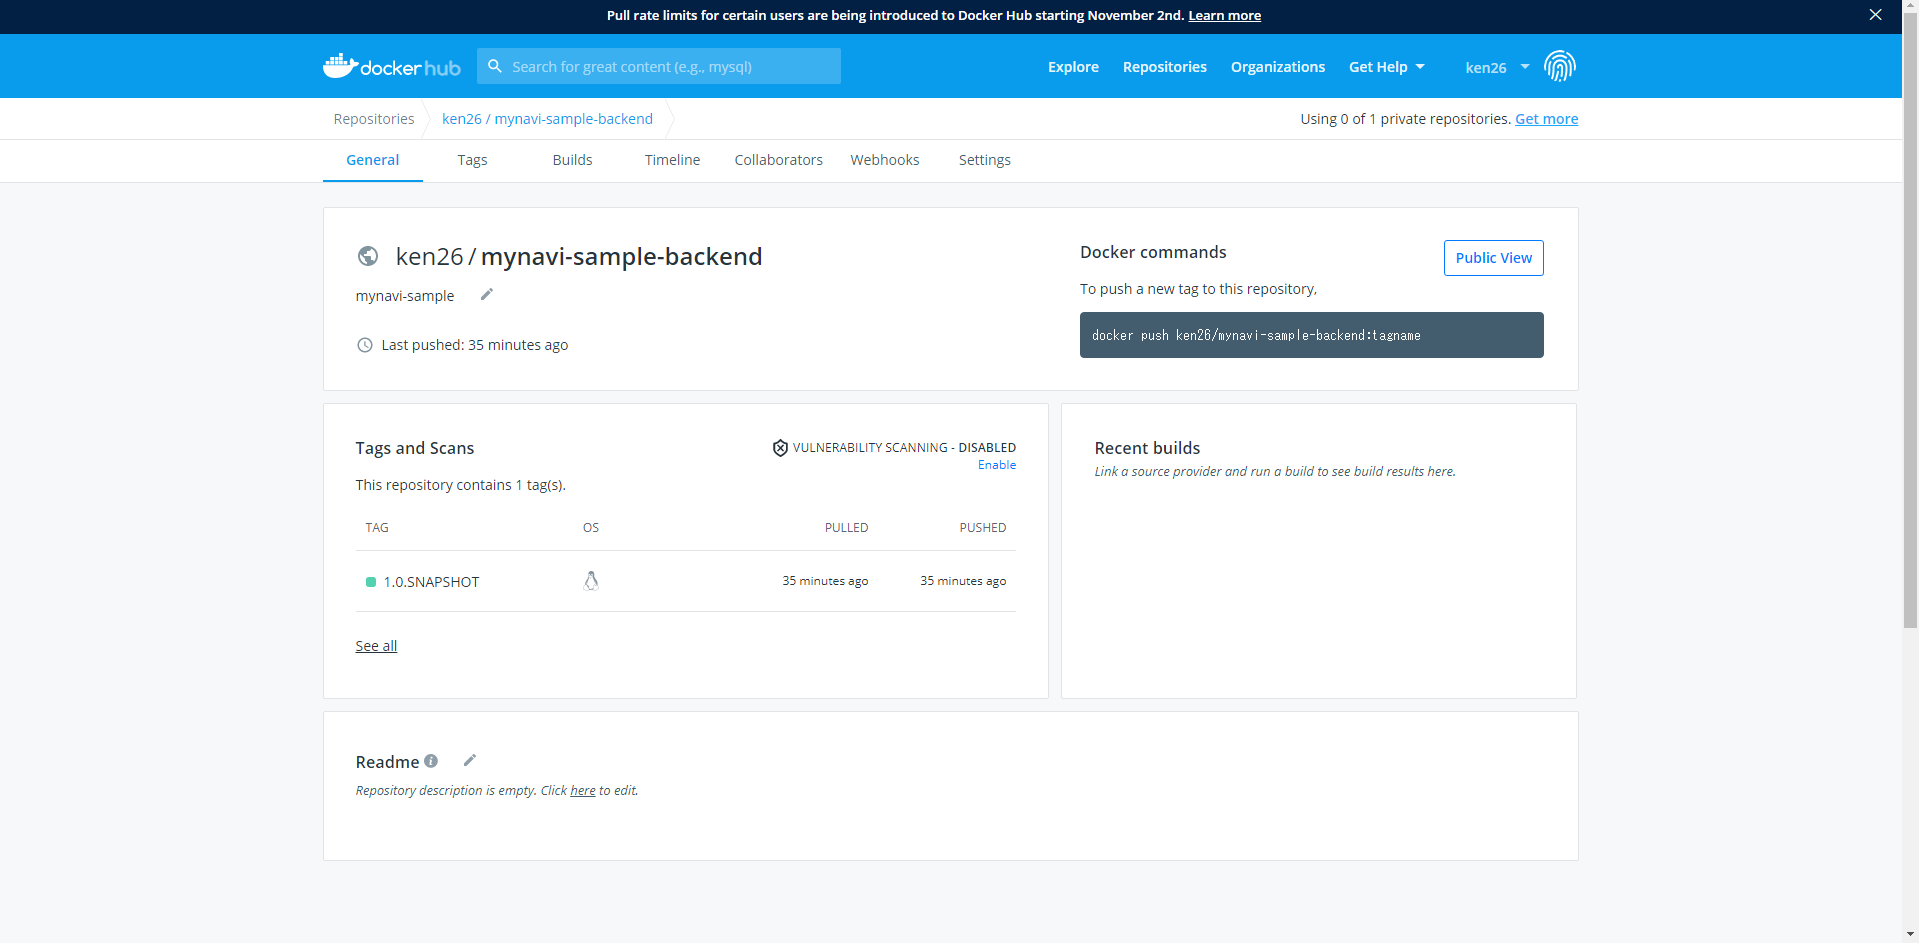 Pull rate limits for certain users are being introduced to Docker Hub starting November 2nd. Learn more
docker hub
Search for great content (e.g., mysql)
Explore
Repositories
Organizations
Get Help
ken26
Repositories
ken26 / mynavi-sample-backend
Using 0 of 1 private repositories. Get more
General
Tags
Builds
Timeline
Collaborators
Webhooks
Settings
ken26 / mynavi-sample-backend
mynavi-sample
Last pushed: 35 minutes ago
Docker commands
Public View
To push a new tag to this repository,
docker push ken26/mynavi-sample-backend:tagname
Tags and Scans
VULNERABILITY SCANNING - DISABLED
Enable
This repository contains 1 tag(s).
TAG
OS
PULLED
PUSHED
1.0.SNAPSHOT
35 minutes ago
35 minutes ago
See all
Recent builds
Link a source provider and run a build to see build results here.
Readme
Repository description is empty. Click here to edit.